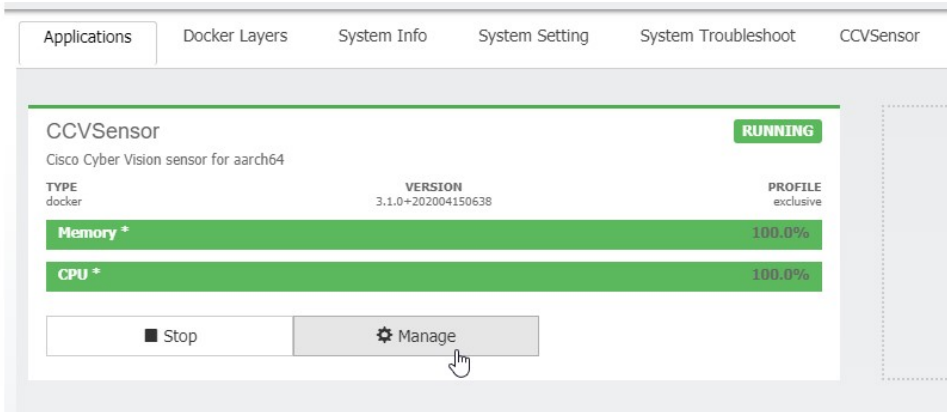 Applications Docker Layers System Info System Setting System Troubleshoot CCVSensor
CCVSensor RUNNING
Cisco Cyber Vision sensor for aarch64
TYPE VERSION PROFILE
docker 3.1.0+202004150638 exclusive
Memory * 100.0%
CPU * 100.0%
Stop Manage